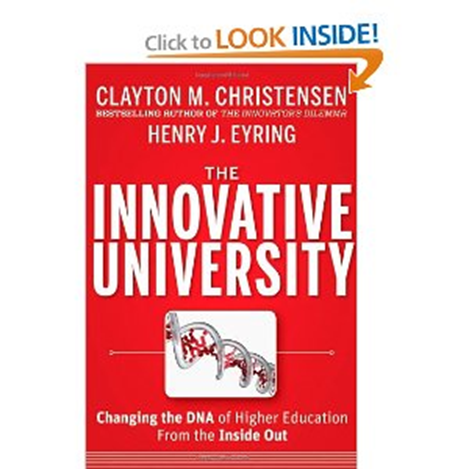 Click to LOOK INSIDE!
CLAYTON M. CHRISTENSEN
BESTSELLING AUTHOR OF THE INNOVATOR'S DILEMMA
HENRY J. EYRING
THE
INNOVATIVE
UNIVERSITY
Changing the DNA of Higher Education
From the Inside Out